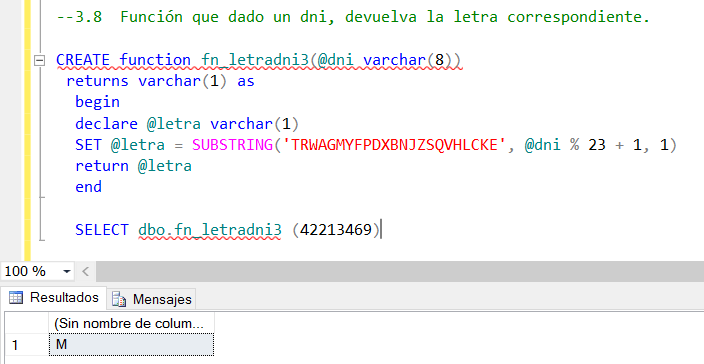 --3.8  Función que dado un dni, devuelva la letra correspondiente.
CREATE function fn_letradni3(@dni varchar(8))
returns varchar(1) as
begin
declare @letra varchar(1)
SET @letra = SUBSTRING('TRWAGMYFPDXBNJZSQVHLCKE', @dni % 23 + 1, 1)
return @letra
end
SELECT dbo.fn_letradni3 (42213469)
100 %
Resultados Mensajes
(Sin nombre de colum...
1 M